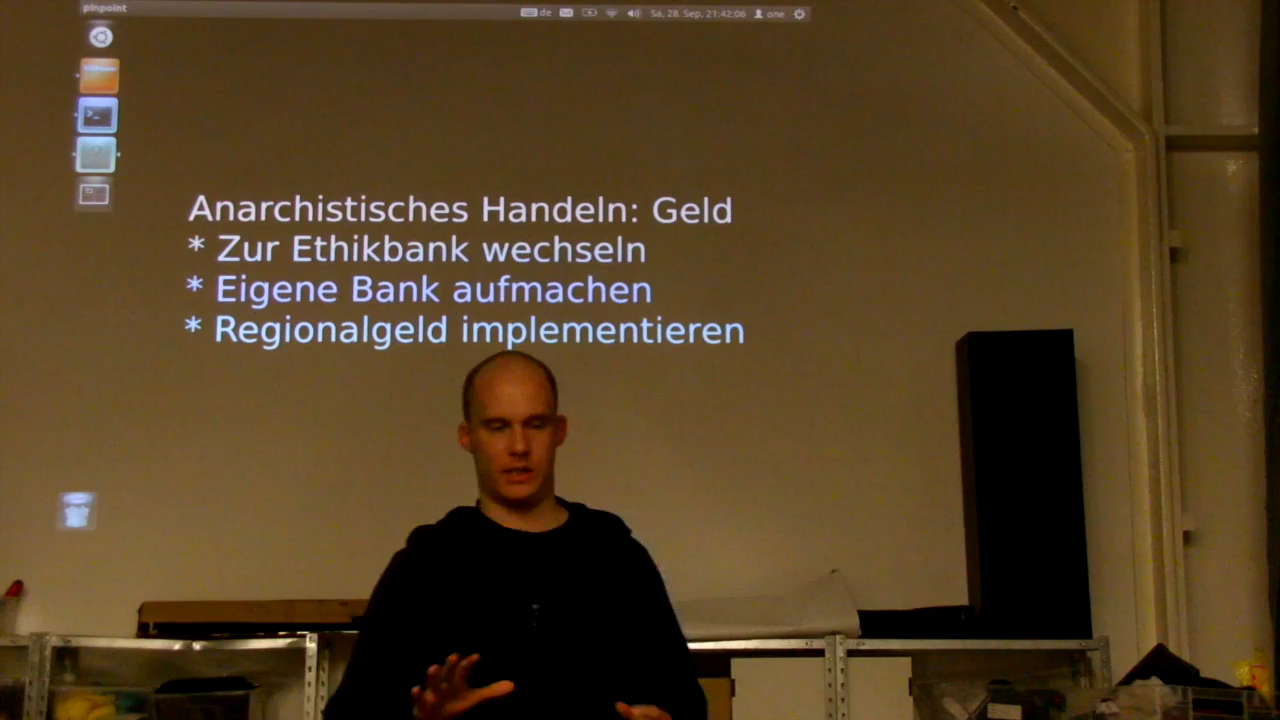 pinpoint
de Sa, 28. Sep, 21:42:06 one
Anarchistisches Handeln: Geld
* Zur Ethikbank wechseln
* Eigene Bank aufmachen
* Regionalgeld implementieren